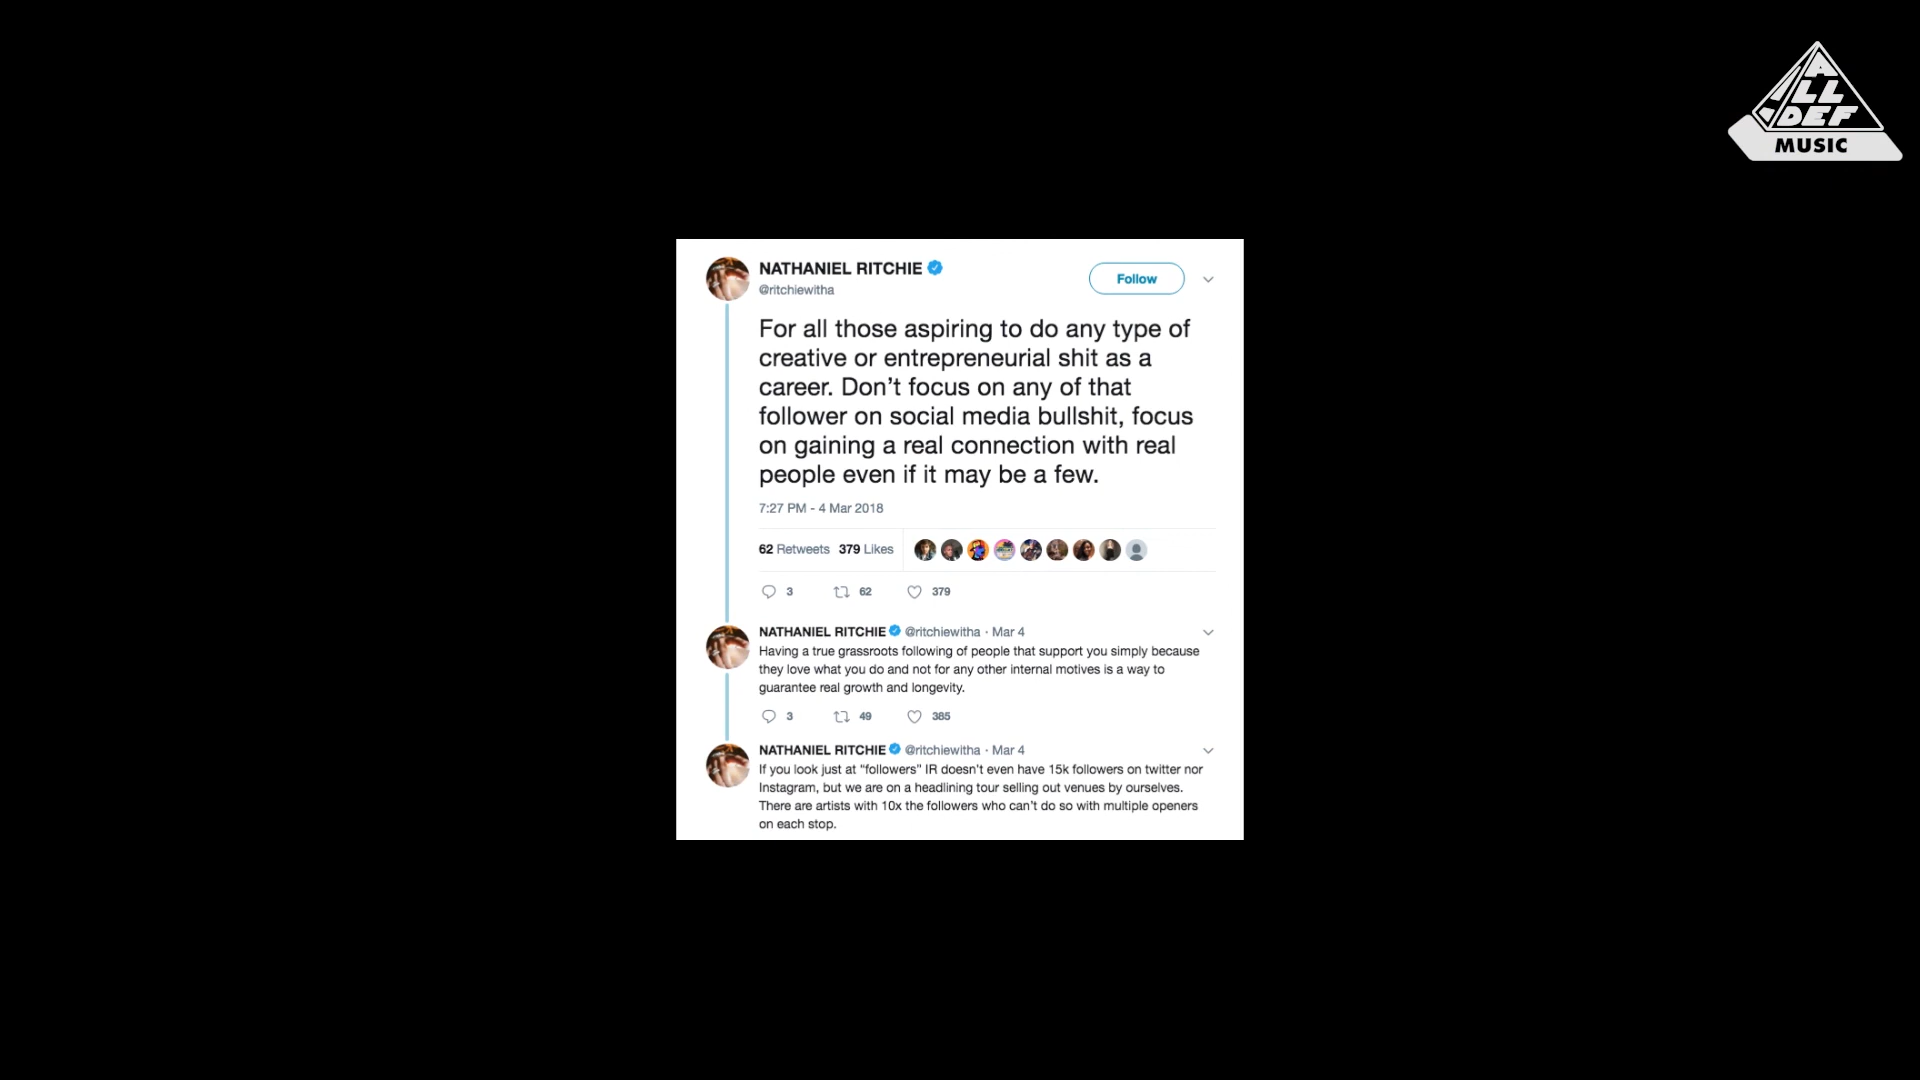 ALL DEF
MUSIC
NATHANIEL RITCHIE
@ritchiewitha
Follow
For all those aspiring to do any type of
creative or entrepreneurial shit as a
career. Don’t focus on any of that
follower on social media bullshit, focus
on gaining a real connection with real
people even if it may be a few.
7:27 PM - 4 Mar 2018
62 Retweets 379 Likes
3 62 379
NATHANIEL RITCHIE @ritchiewitha · Mar 4
Having a true grassroots following of people that support you simply because
they love what you do and not for any other internal motives is a way to
guarantee real growth and longevity.
3 49 385
NATHANIEL RITCHIE @ritchiewitha · Mar 4
If you look just at “followers” IR doesn’t even have 15k followers on twitter nor
Instagram, but we are on a headlining tour selling out venues by ourselves.
There are artists with 10x the followers who can’t do so with multiple openers
on each stop.